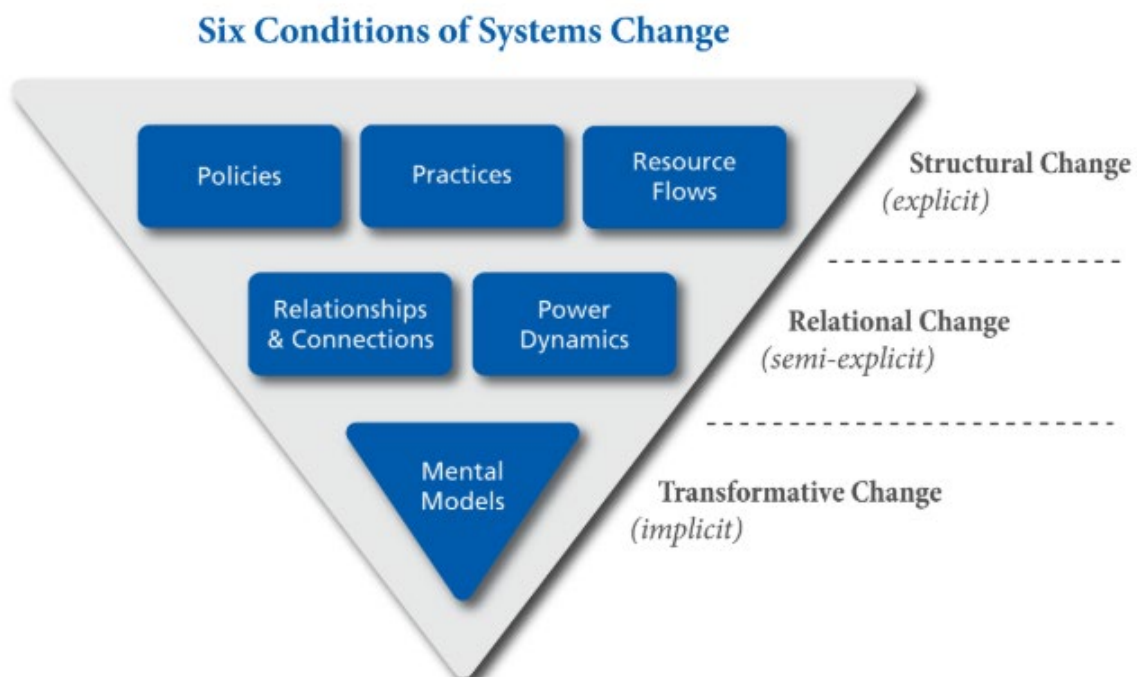 Six Conditions of Systems Change
Policies
Practices
Resource
Flows
Structural Change
(explicit)
Relationships
& Connections
Power
Dynamics
Relational Change
(semi-explicit)
Mental
Models
Transformative Change
(implicit)